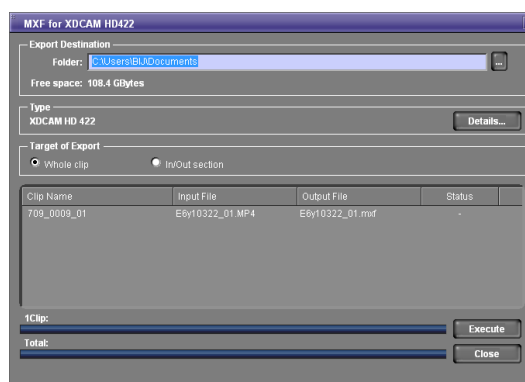 MXF for XDCAM HD422
Export Destination
Folder: C:\Users\BIJ\Documents ...
Free space: 108.4 GBytes
Type
XDCAM HD 422 Details...
Target of Export
Whole clip In/Out section
Clip Name Input File Output File Status
709_0009_01 E6y10322_01.MP4 E6y10322_01.mxf -
1Clip:
Execute
Total:
Close